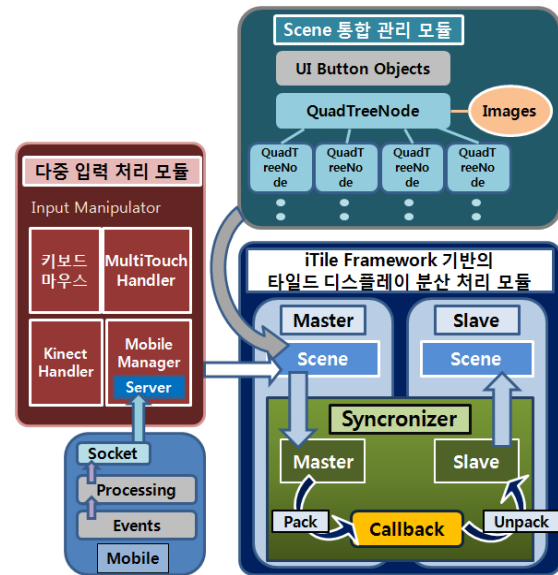 Scene 통합 관리 모듈
UI Button Objects
QuadTreeNode
Images
QuadT
reeNo
de
QuadT
reeNo
de
QuadT
reeNo
de
QuadT
reeNo
de
다중 입력 처리 모듈
Input Manipulator
키보드
마우스
MultiTouch
Handler
Kinect
Handler
Mobile
Manager
Server
Socket
Processing
Events
Mobile
iTile Framework 기반의
타일드 디스플레이 분산 처리 모듈
Master
Slave
Scene
Scene
Syncronizer
Master
Slave
Pack
Callback
Unpack